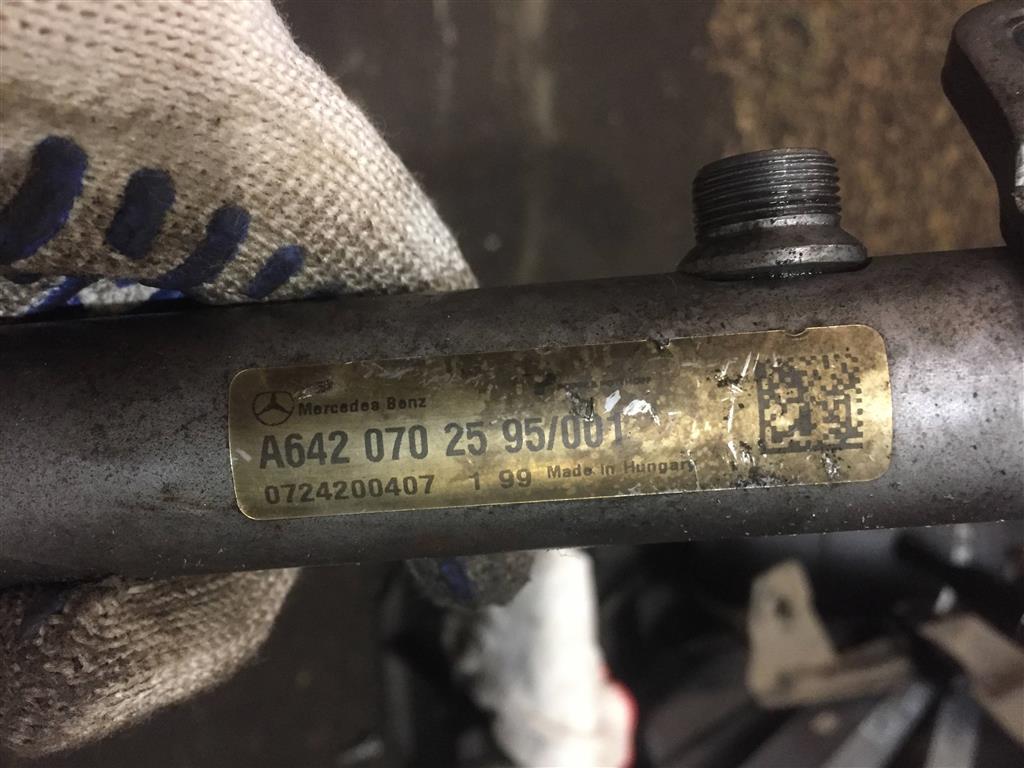 Mercedes Benz
A642 070 25 95/001
0724200407 1 99 Made in Hungary